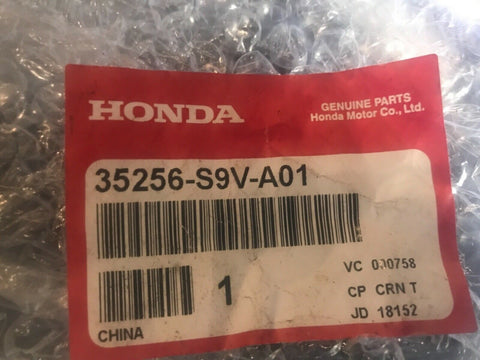 HONDA
GENUINE PARTS
Honda Motor Co., Ltd.
35256-S9V-A01
1
VC 000758
CP CRN T
JD 18152
CHINA